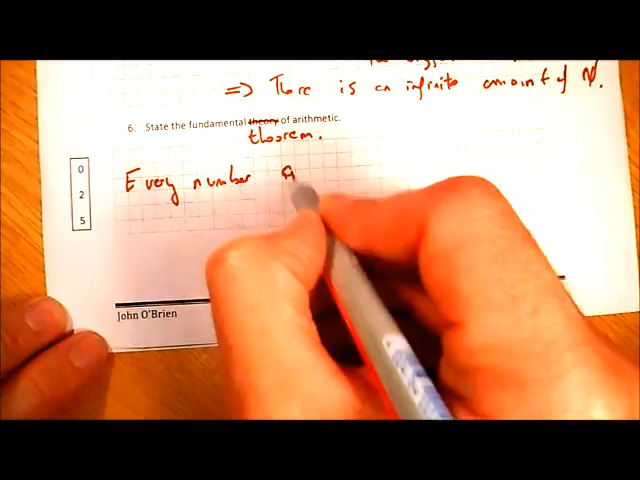 => There is an infinite amount of N.
6. State the fundamental theory of arithmetic.
theorem.
Every number a
0
2
5
John O'Brien